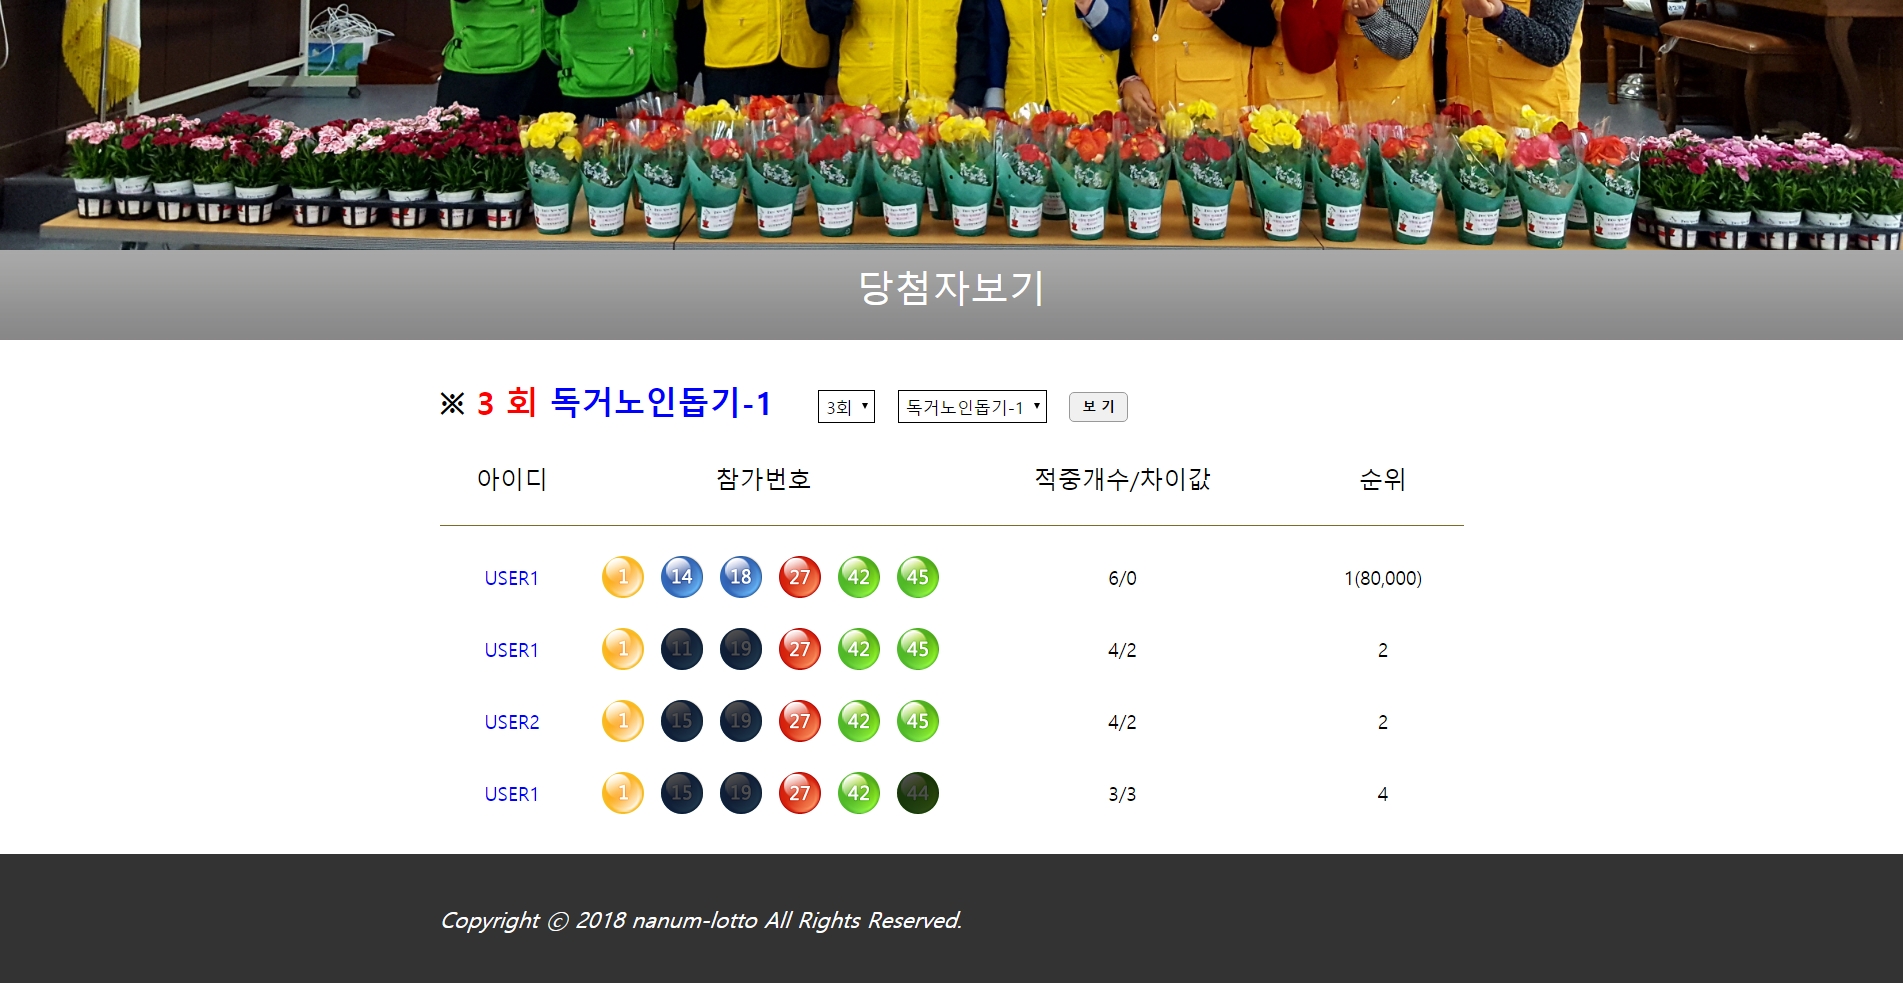 당첨자보기
※ 3 회 독거노인돕기-1 3회 독거노인돕기-1 보 기
아이디 참가번호 적중개수/차이값 순위
USER1 1 14 18 27 42 45 6/0 1(80,000)
USER1 1 11 19 27 42 45 4/2 2
USER2 1 15 19 27 42 45 4/2 2
USER1 1 15 19 27 42 44 3/3 4
Copyright ⓒ 2018 nanum-lotto All Rights Reserved.